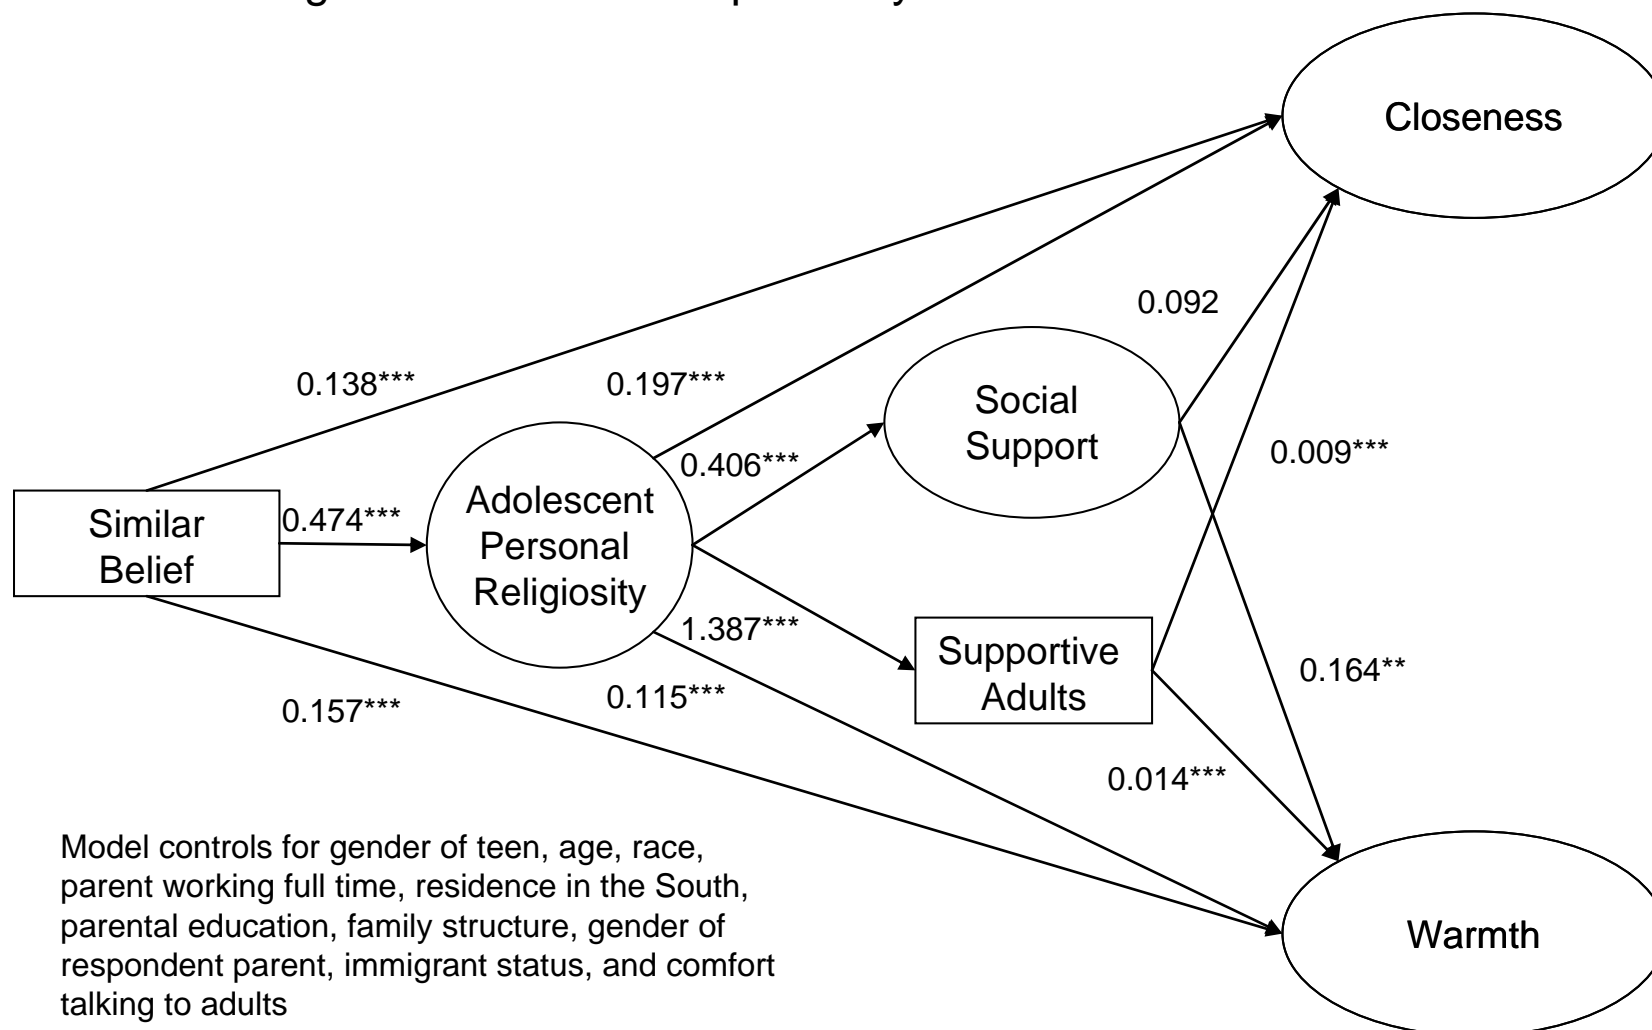 Closeness
0.092
0.138***
0.197***
Social
Support
0.406***
0.009***
Adolescent
Personal
Religiosity
Similar
Belief
0.474***
1.387***
Supportive
Adults
0.164**
0.157***
0.115***
0.014***
Model controls for gender of teen, age, race,
parent working full time, residence in the South,
parental education, family structure, gender of
respondent parent, immigrant status, and comfort
talking to adults
Warmth